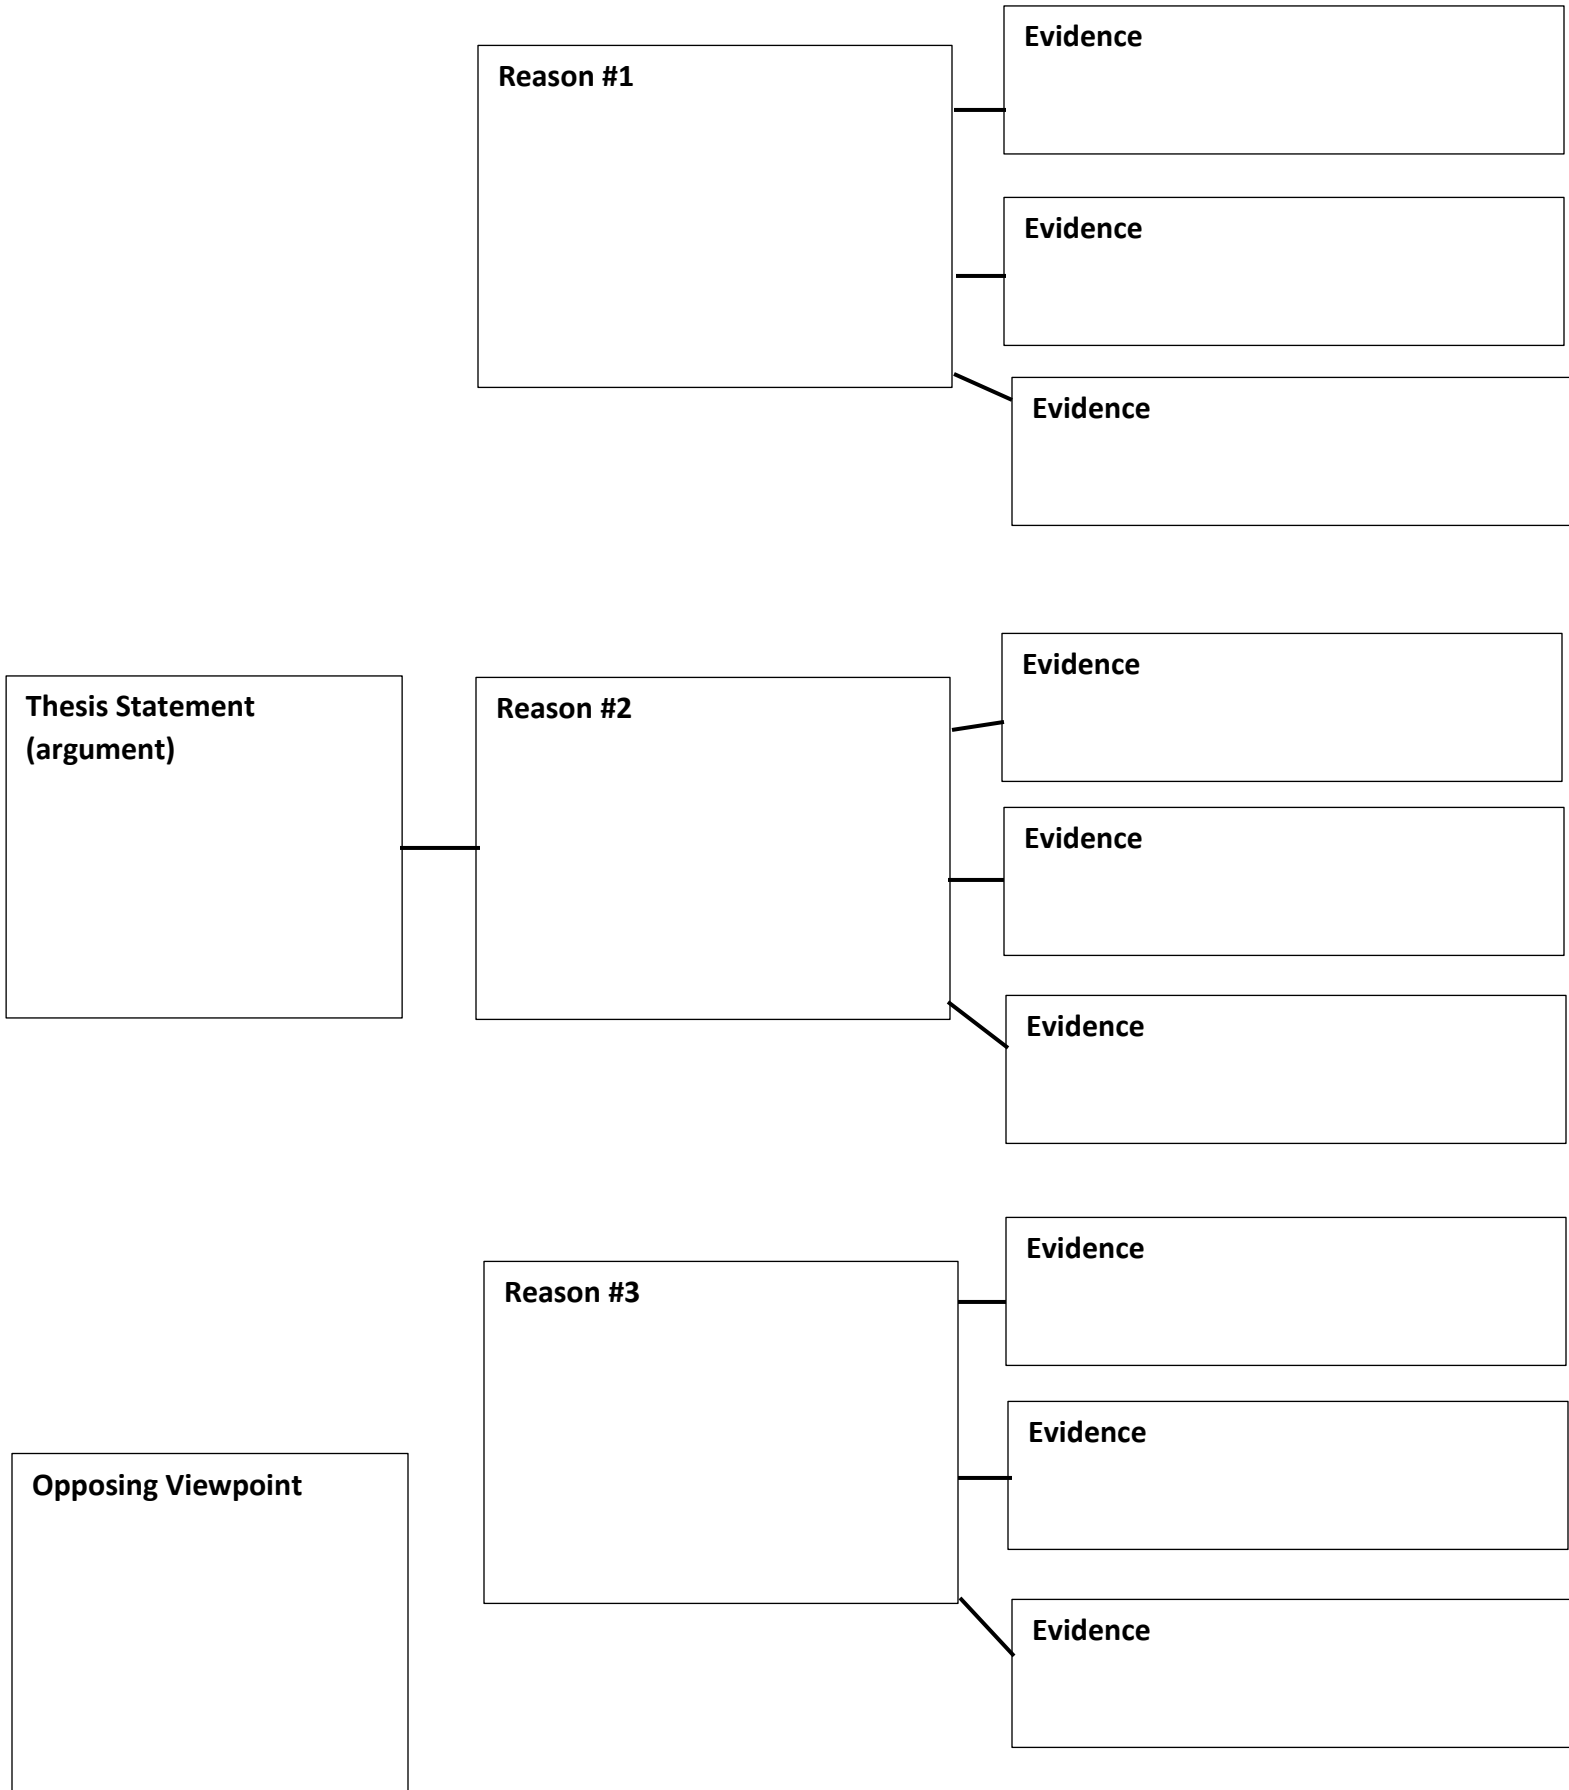 Evidence
Reason #1
Evidence
Evidence
Evidence
Thesis Statement
(argument)
Reason #2
Evidence
Evidence
Evidence
Reason #3
Evidence
Opposing Viewpoint
Evidence